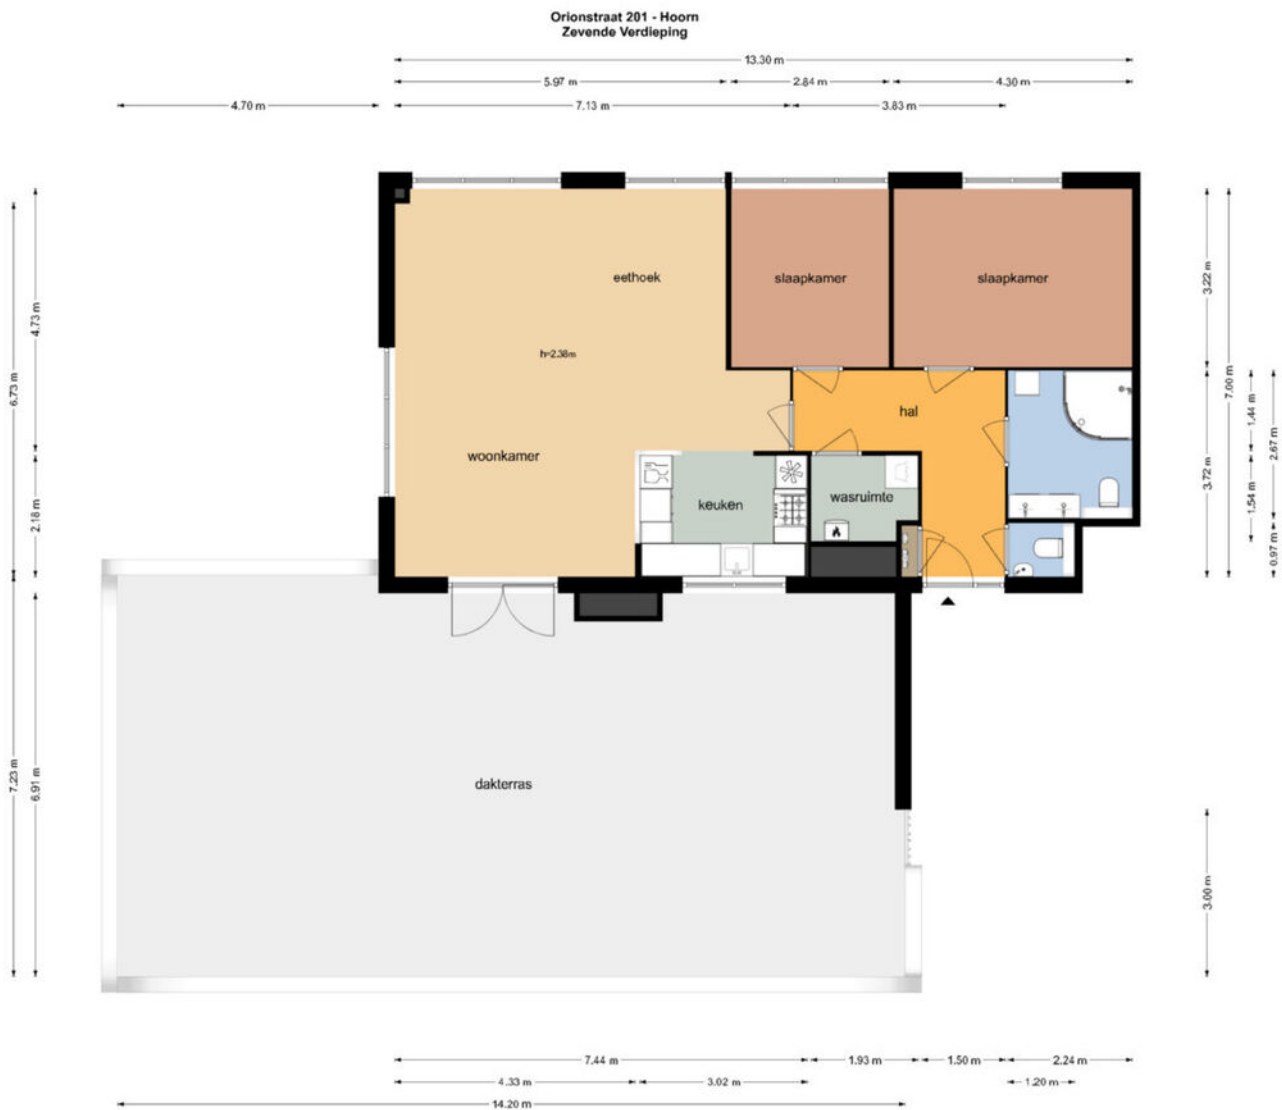 Orionstraat 201 - Hoorn
Zevende Verdieping
13.30 m
5.97 m
2.84 m
4.30 m
4.70 m
7.13 m
3.83 m
eethoek
slaapkamer
slaapkamer
h=2.38m
hal
woonkamer
keuken
wasruimte
dakterras
6.73 m
4.73 m
2.18 m
7.23 m
6.91 m
3.22 m
7.00 m
3.72 m
1.44 m
2.67 m
1.54 m
0.97 m
3.00 m
7.44 m
1.93 m
1.50 m
2.24 m
4.33 m
3.02 m
1.20 m
14.20 m